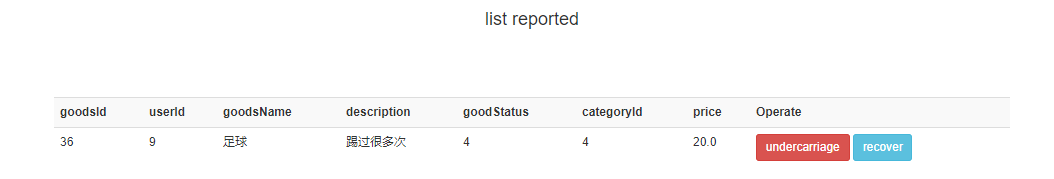 list reported
goodsId userId goodsName description goodStatus categoryId price Operate
36 9 足球 踢过很多次 4 4 20.0 undercarriage recover